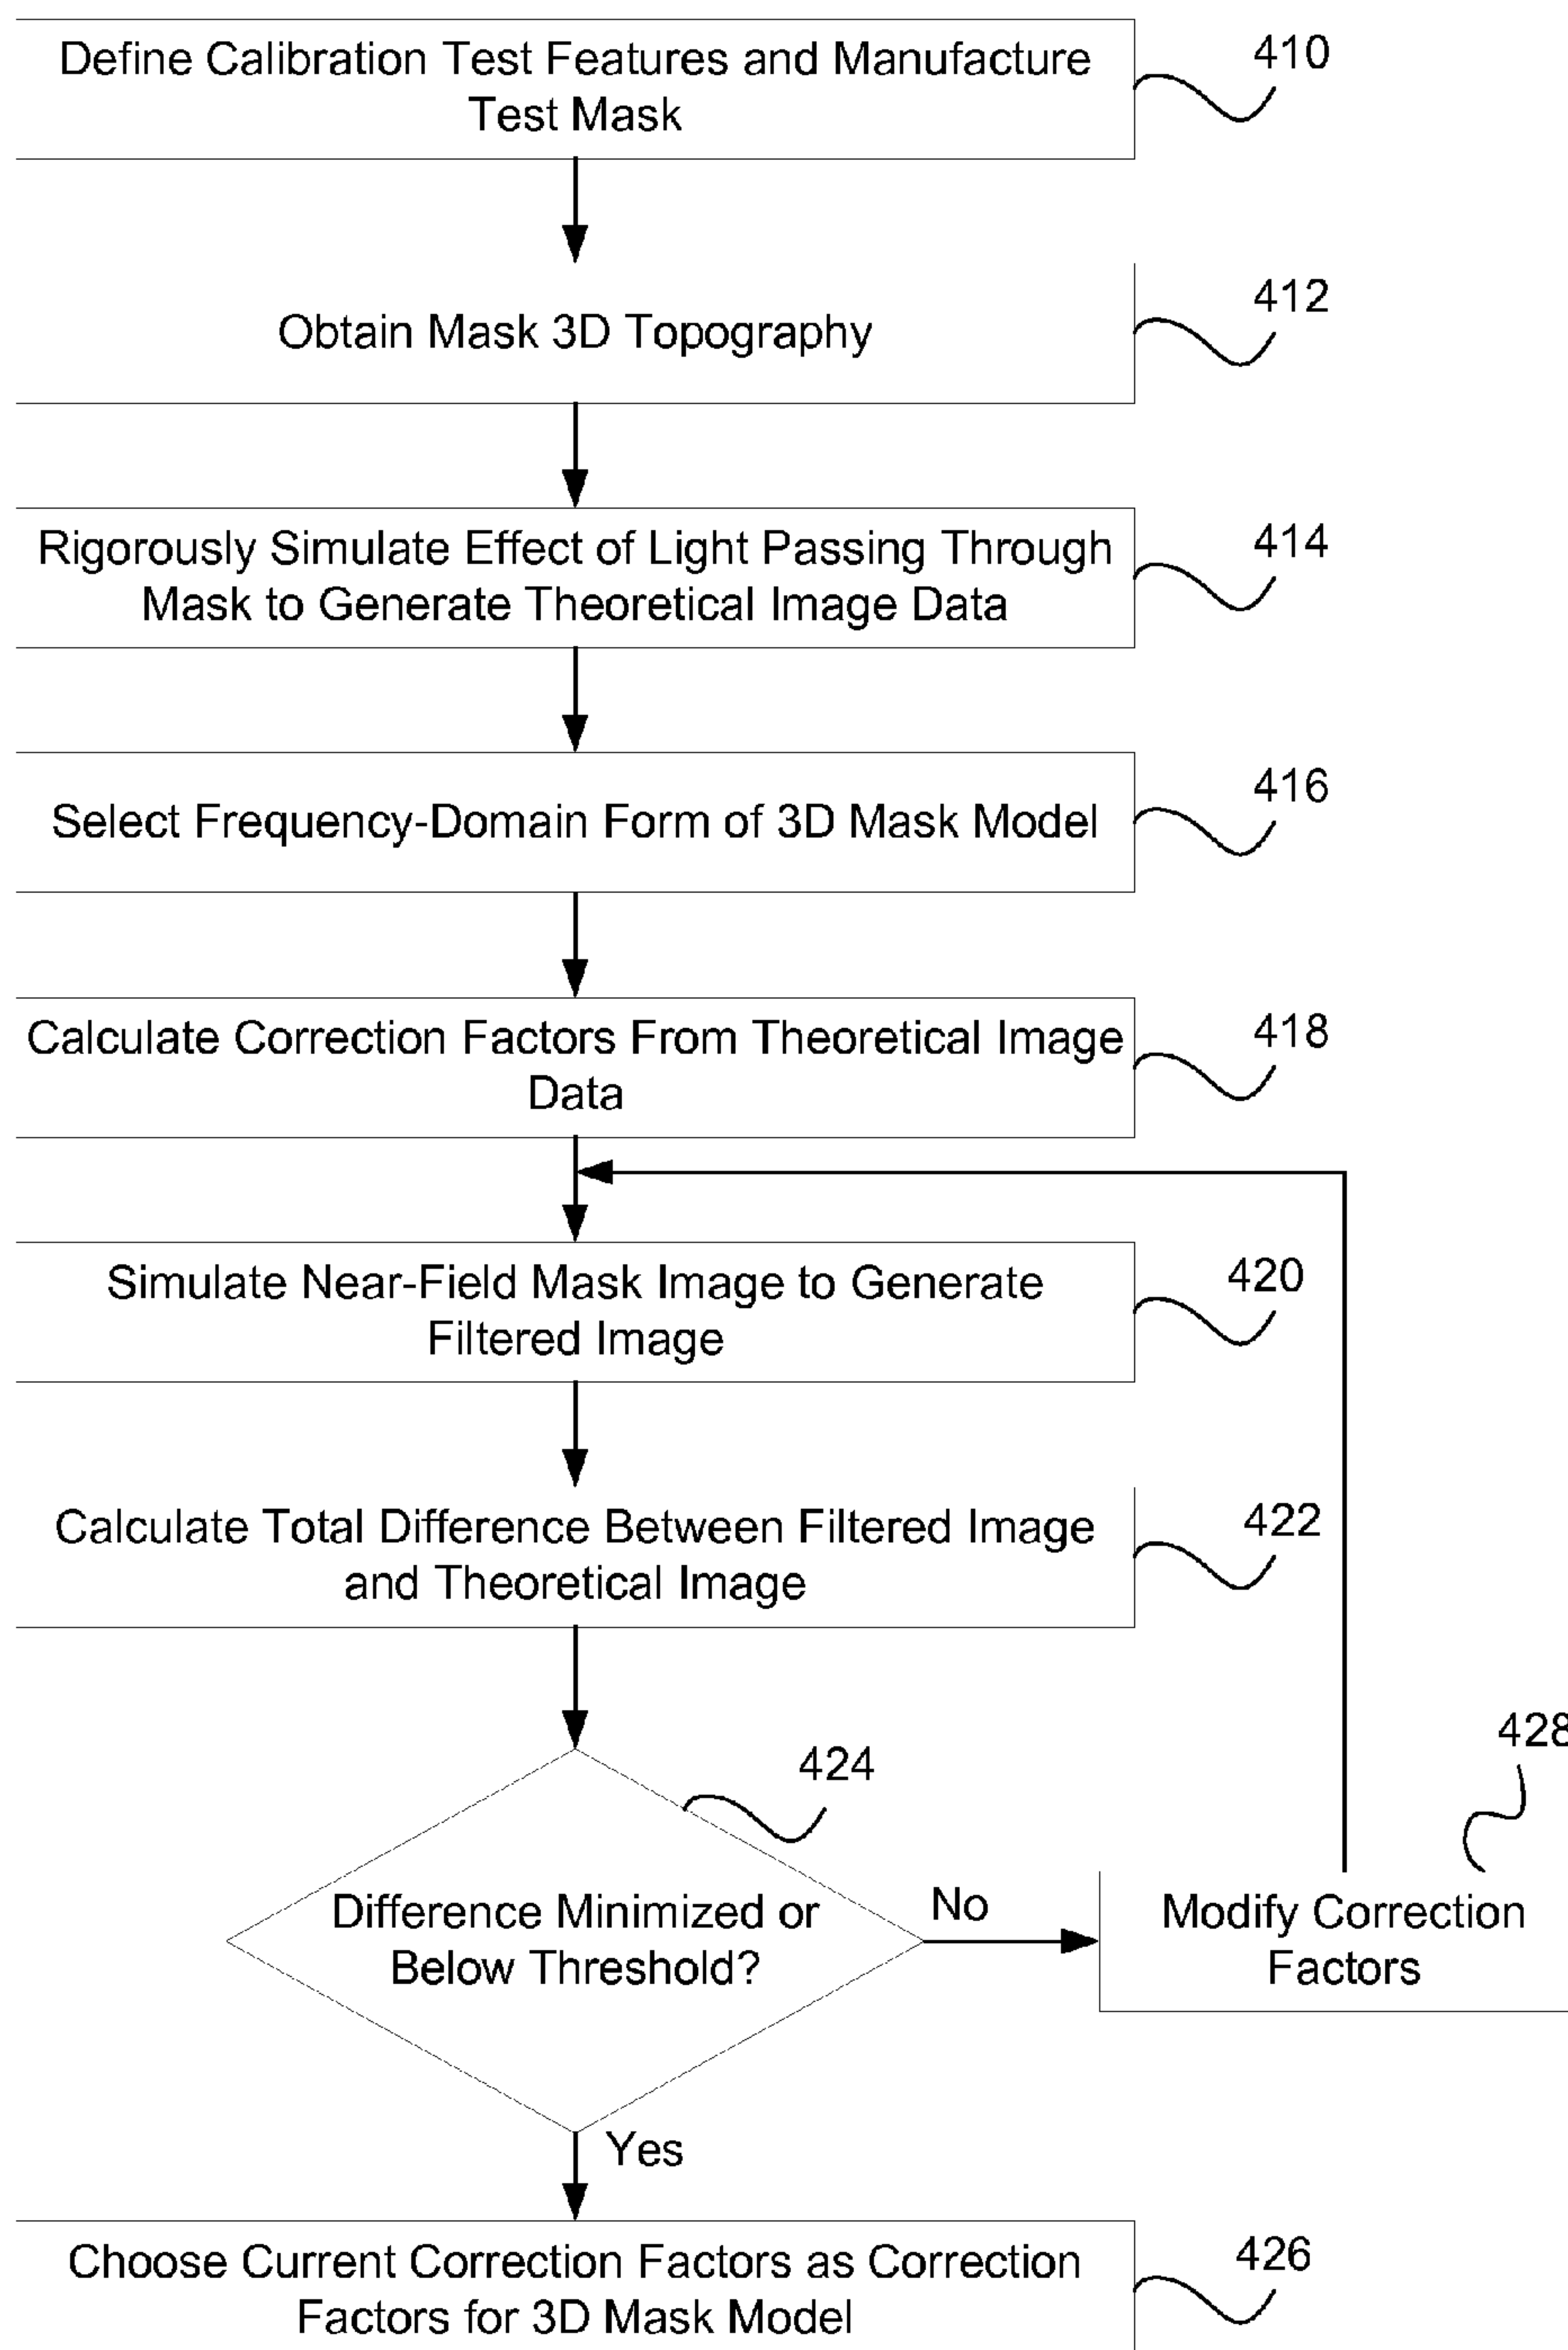 Define Calibration Test Features and Manufacture
Test Mask
410
Obtain Mask 3D Topography
412
Rigorously Simulate Effect of Light Passing Through
Mask to Generate Theoretical Image Data
414
Select Frequency-Domain Form of 3D Mask Model
416
Calculate Correction Factors From Theoretical Image
Data
418
Simulate Near-Field Mask Image to Generate
Filtered Image
420
Calculate Total Difference Between Filtered Image
and Theoretical Image
422
424
Difference Minimized or
Below Threshold?
No
428
Modify Correction
Factors
Yes
Choose Current Correction Factors as Correction
Factors for 3D Mask Model
426